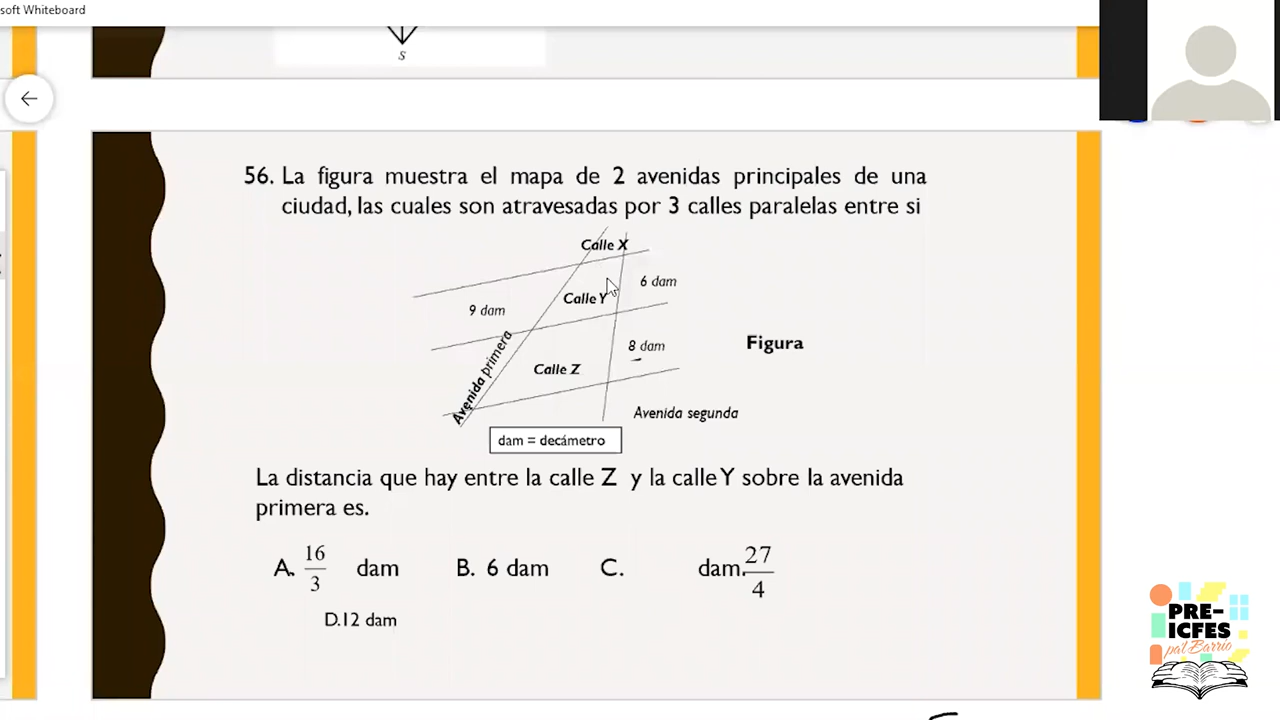 soft Whiteboard
S
56. La figura muestra el mapa de 2 avenidas principales de una
ciudad, las cuales son atravesadas por 3 calles paralelas entre si
Calle X
6 dam
Calle Y
9 dam
Avenida primera
8 dam
Figura
Calle Z
Avenida segunda
dam = decámetro
La distancia que hay entre la calle Z y la calle Y sobre la avenida
primera es.
A. 16/3 dam B. 6 dam C. dam. 27/4
D.12 dam
PRE-
ICFES
pal Barrio